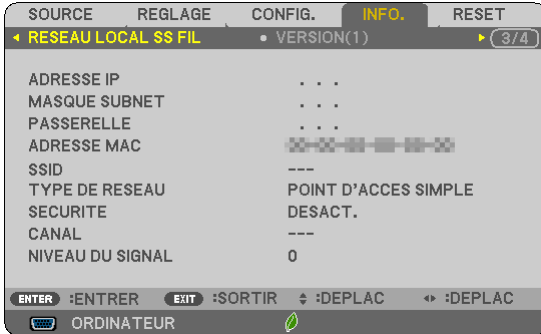 SOURCE REGLAGE CONFIG. INFO. RESET
RESEAU LOCAL SS FIL VERSION(1) 3/4
ADRESSE IP . . .
MASQUE SUBNET . . .
PASSERELLE . . .
ADRESSE MAC
SSID ---
TYPE DE RESEAU POINT D'ACCES SIMPLE
SECURITE DESACT.
CANAL ---
NIVEAU DU SIGNAL 0
ENTER :ENTRER EXIT :SORTIR :DEPLAC :DEPLAC
ORDINATEUR